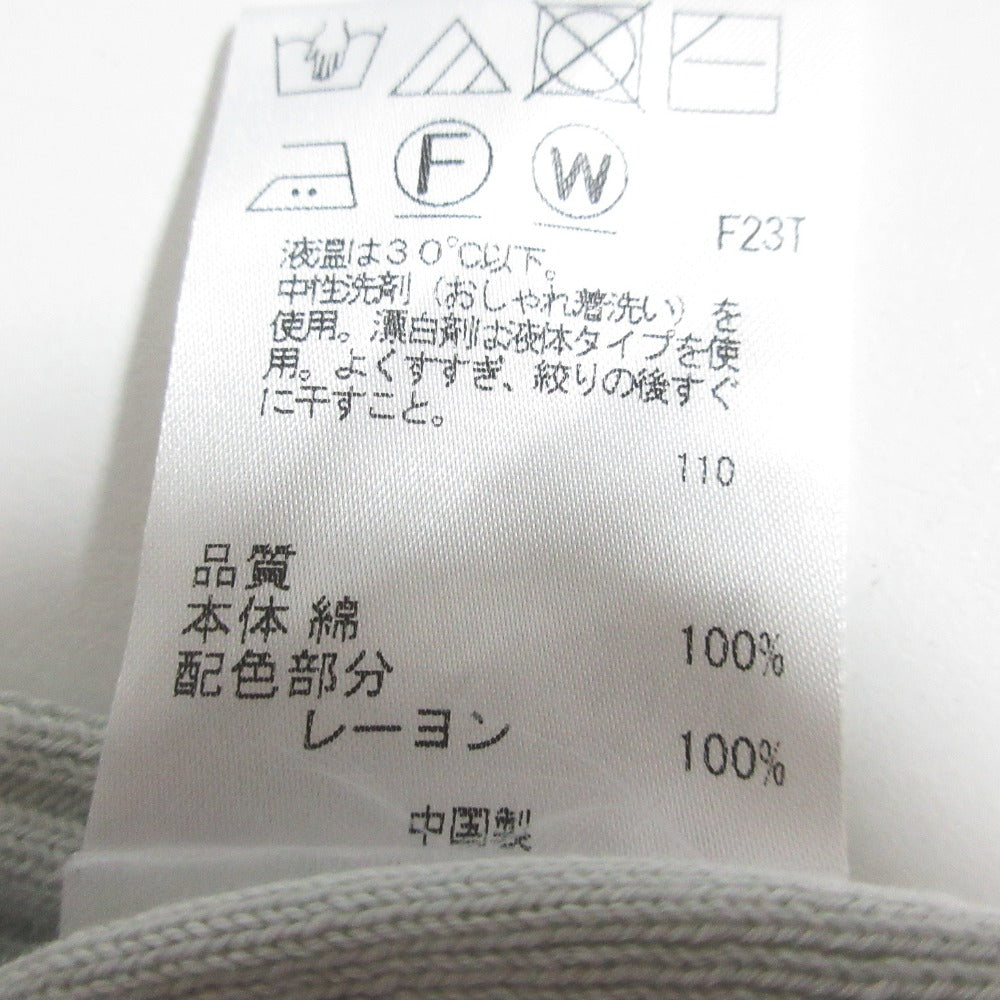 F W
F23T
液温は30℃以下。
中性洗剤（おしゃれ着洗い）を
使用。漂白剤は液体タイプを使
用。よくすすぎ、絞りの後すぐ
に干すこと。
110
品質
本体 綿 100%
配色部分
レーヨン 100%
中国製